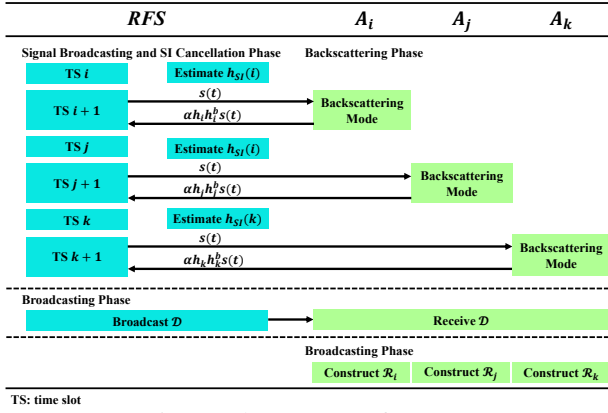 RFS A_i A_j A_k
Signal Broadcasting and SI Cancellation Phase Backscattering Phase
TS i Estimate h_SI(i)
s(t)
TS i + 1 Backscattering Mode
αh_i h_i^b s(t)
TS j Estimate h_SI(i)
s(t)
TS j + 1 Backscattering Mode
αh_j h_j^b s(t)
TS k Estimate h_SI(k)
s(t)
TS k + 1 Backscattering Mode
αh_k h_k^b s(t)
Broadcasting Phase
Broadcast 𝒟 Receive 𝒟
Broadcasting Phase
Construct ℛ_i Construct ℛ_j Construct ℛ_k
TS: time slot